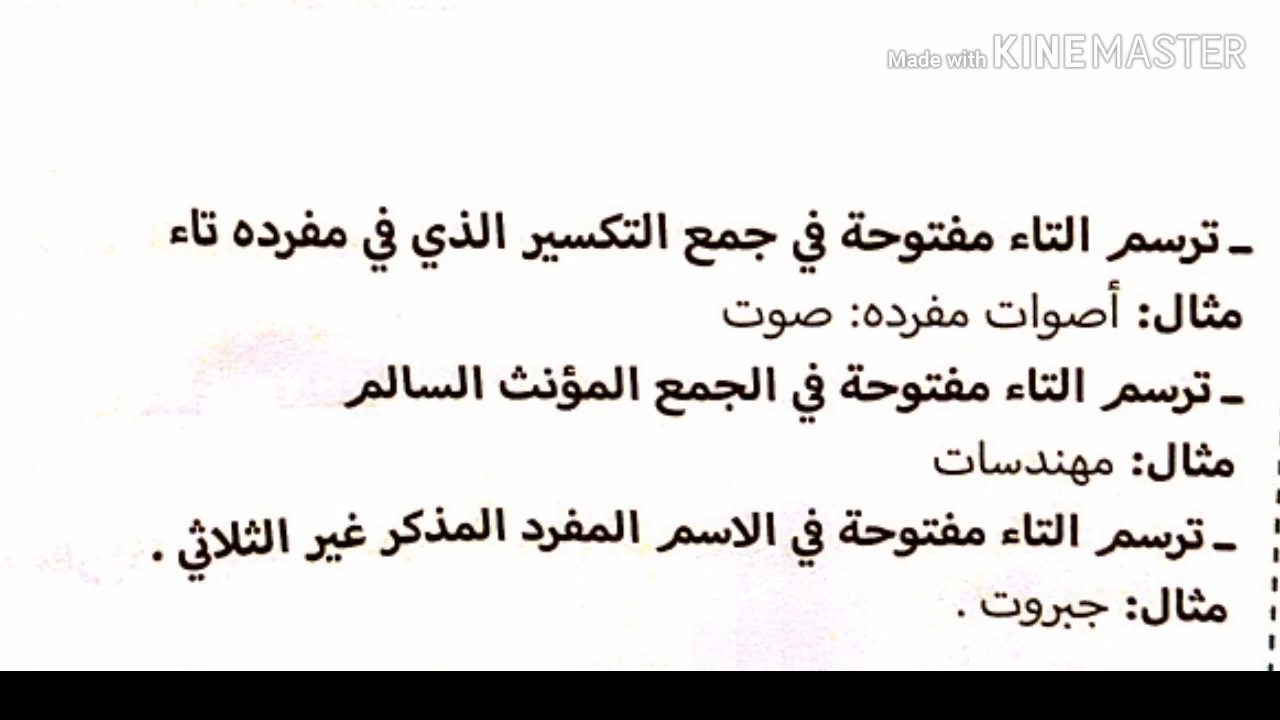 Made with KINEMASTER
ـ ترسم التاء مفتوحة في جمع التكسير الذي في مفرده تاء
مثال: أصوات مفرده: صوت
ـ ترسم التاء مفتوحة في الجمع المؤنث السالم
مثال: مهندسات
ـ ترسم التاء مفتوحة في الاسم المفرد المذكر غير الثلاثي .
مثال: جبروت .